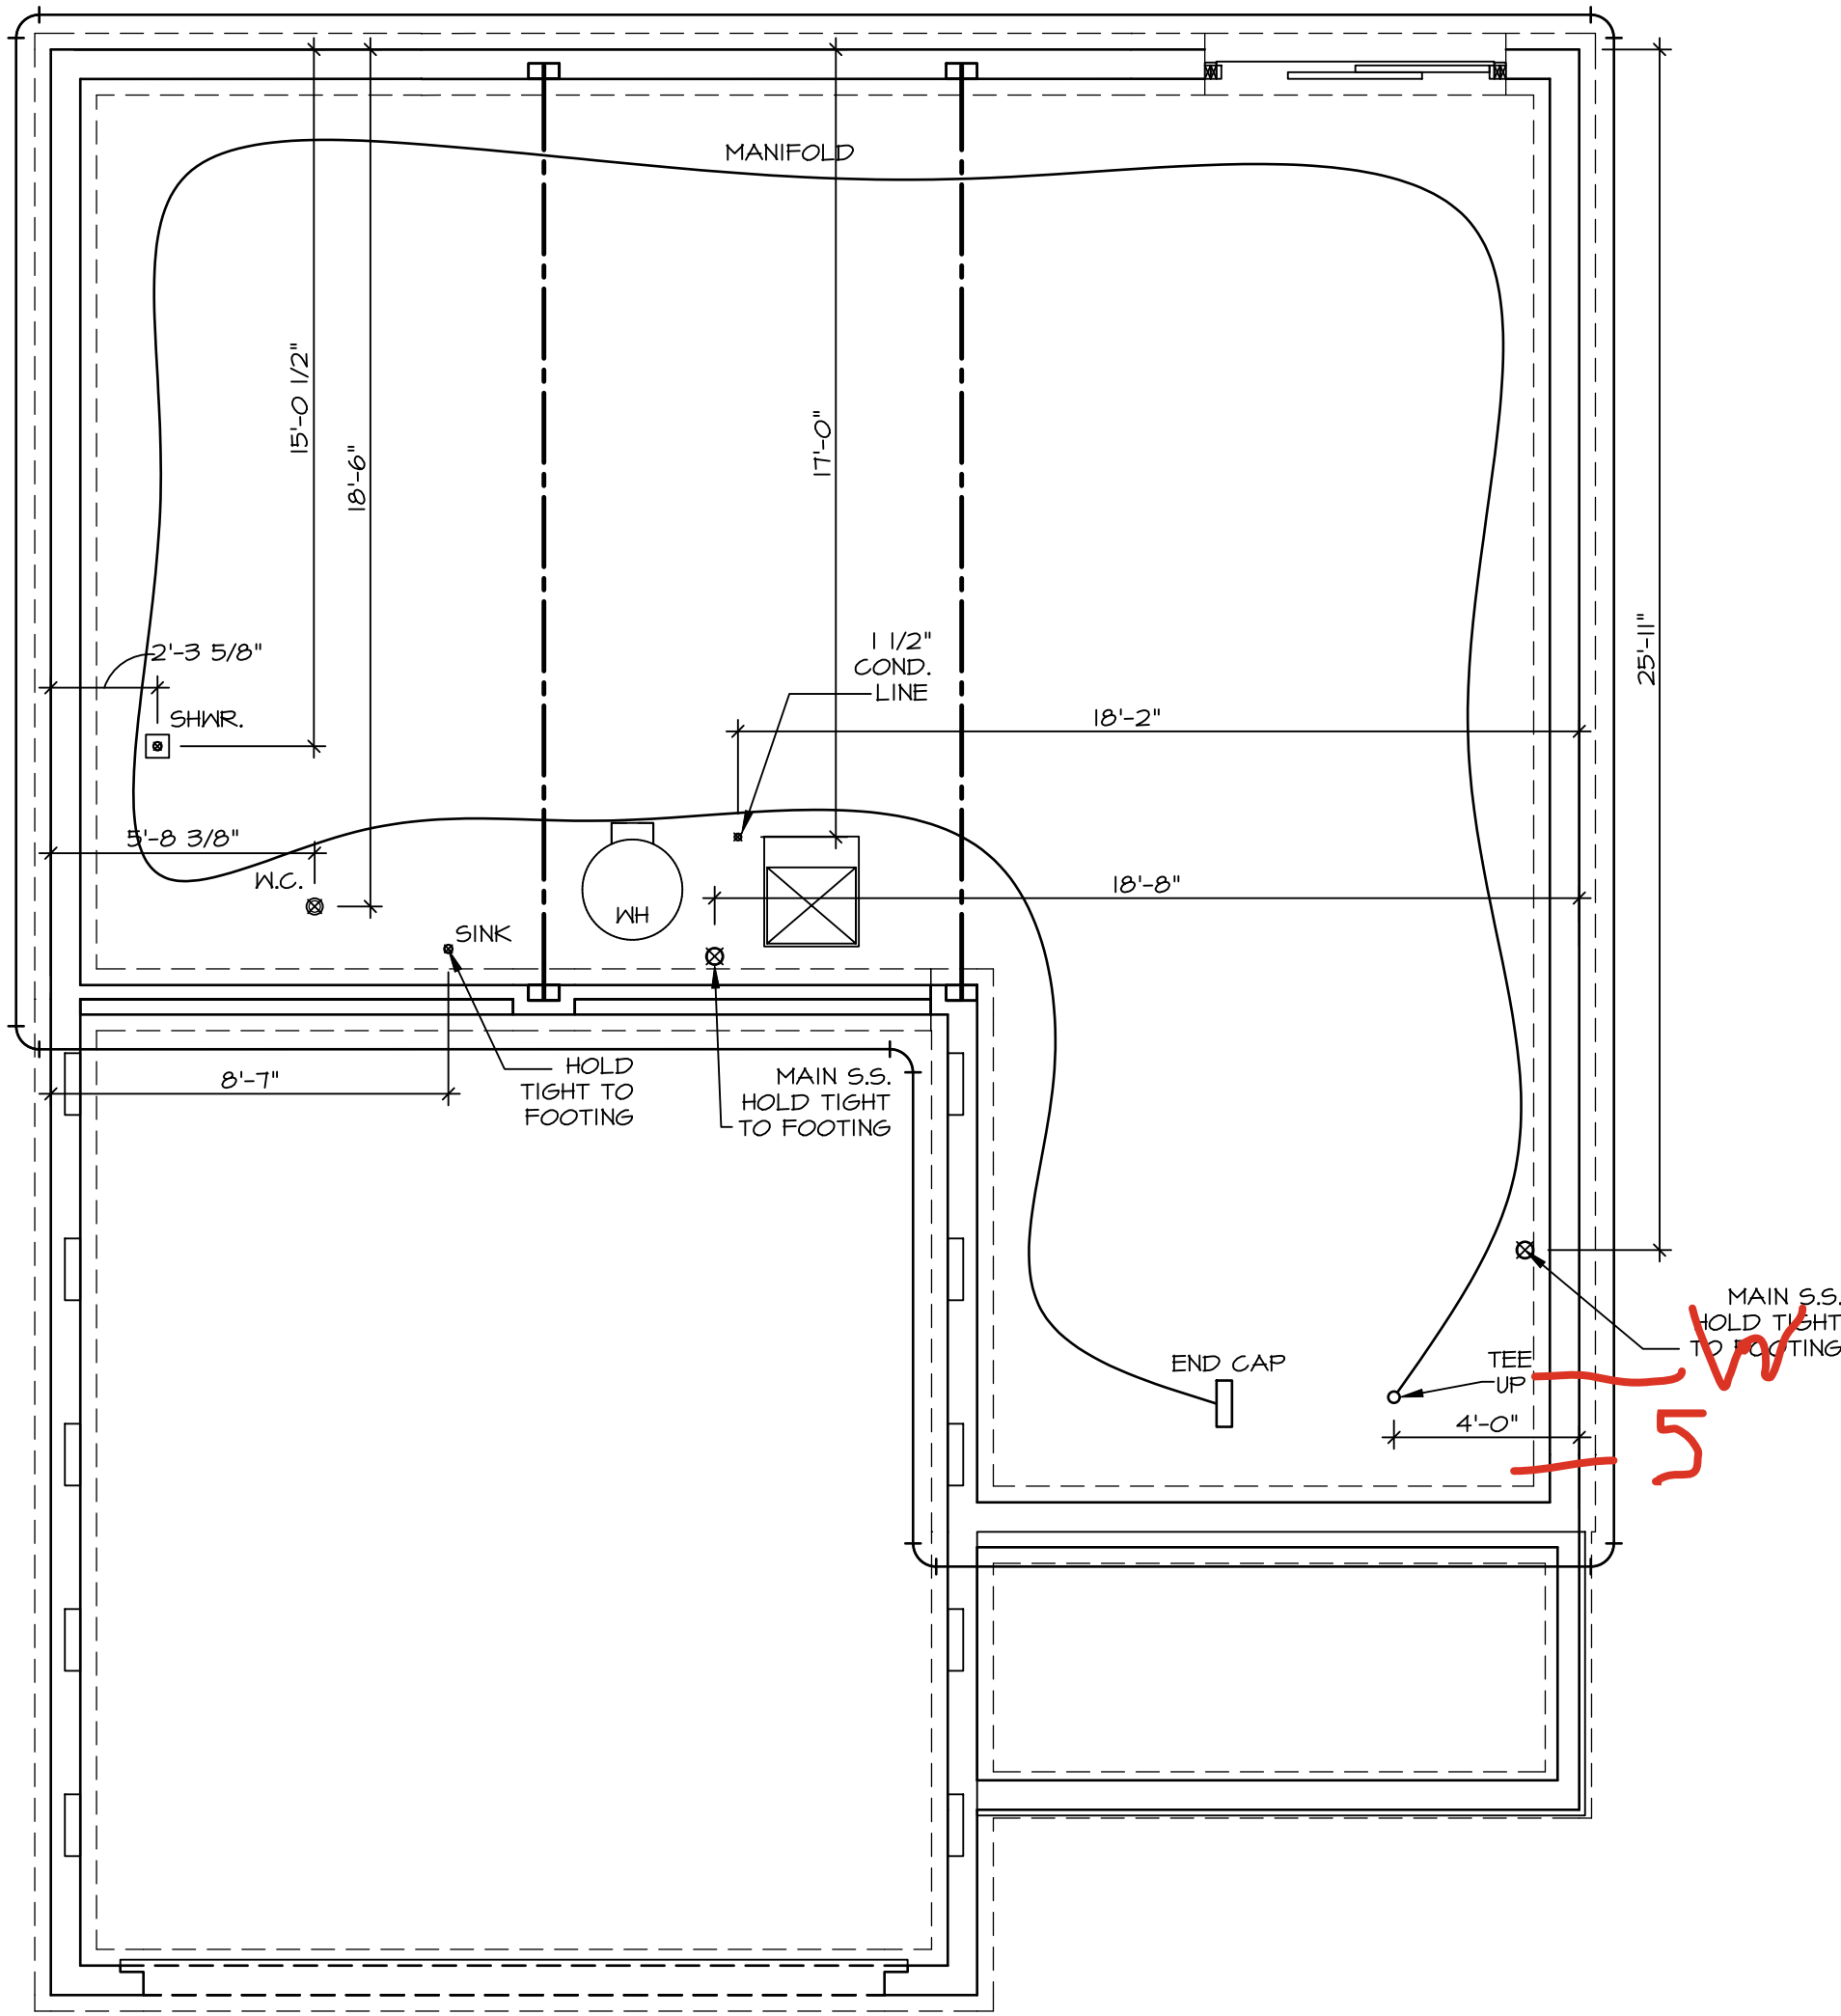 MANIFOLD
15'-0 1/2"
18'-6"
17'-0"
25'-11"
1 1/2"
COND.
LINE
2'-3 5/8"
SHWR.
18'-2"
5'-8 3/8"
W.C.
18'-8"
WH
SINK
HOLD
TIGHT TO
FOOTING
MAIN S.S.
HOLD TIGHT
TO FOOTING
8'-7"
MAIN S.S.
HOLD TIGHT
TO FOOTING
END CAP
TEE
UP
4'-0"
W
5